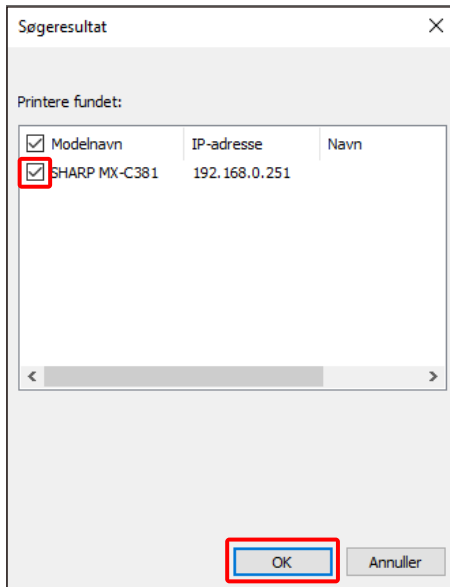 Søgeresultat
Printere fundet:
Modelnavn IP-adresse Navn
SHARP MX-C381 192.168.0.251
OK Annuller